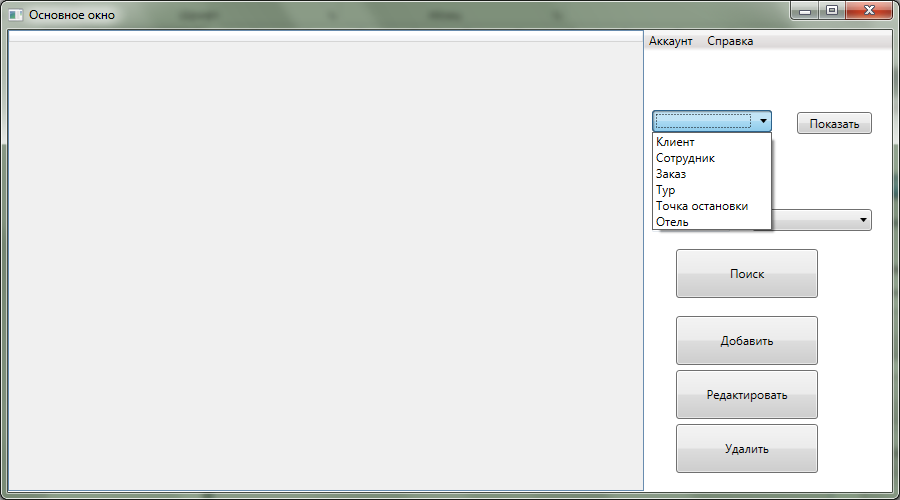 Основное окно
Аккаунт Справка
Показать
Клиент
Сотрудник
Заказ
Тур
Точка остановки
Отель
Поиск
Добавить
Редактировать
Удалить